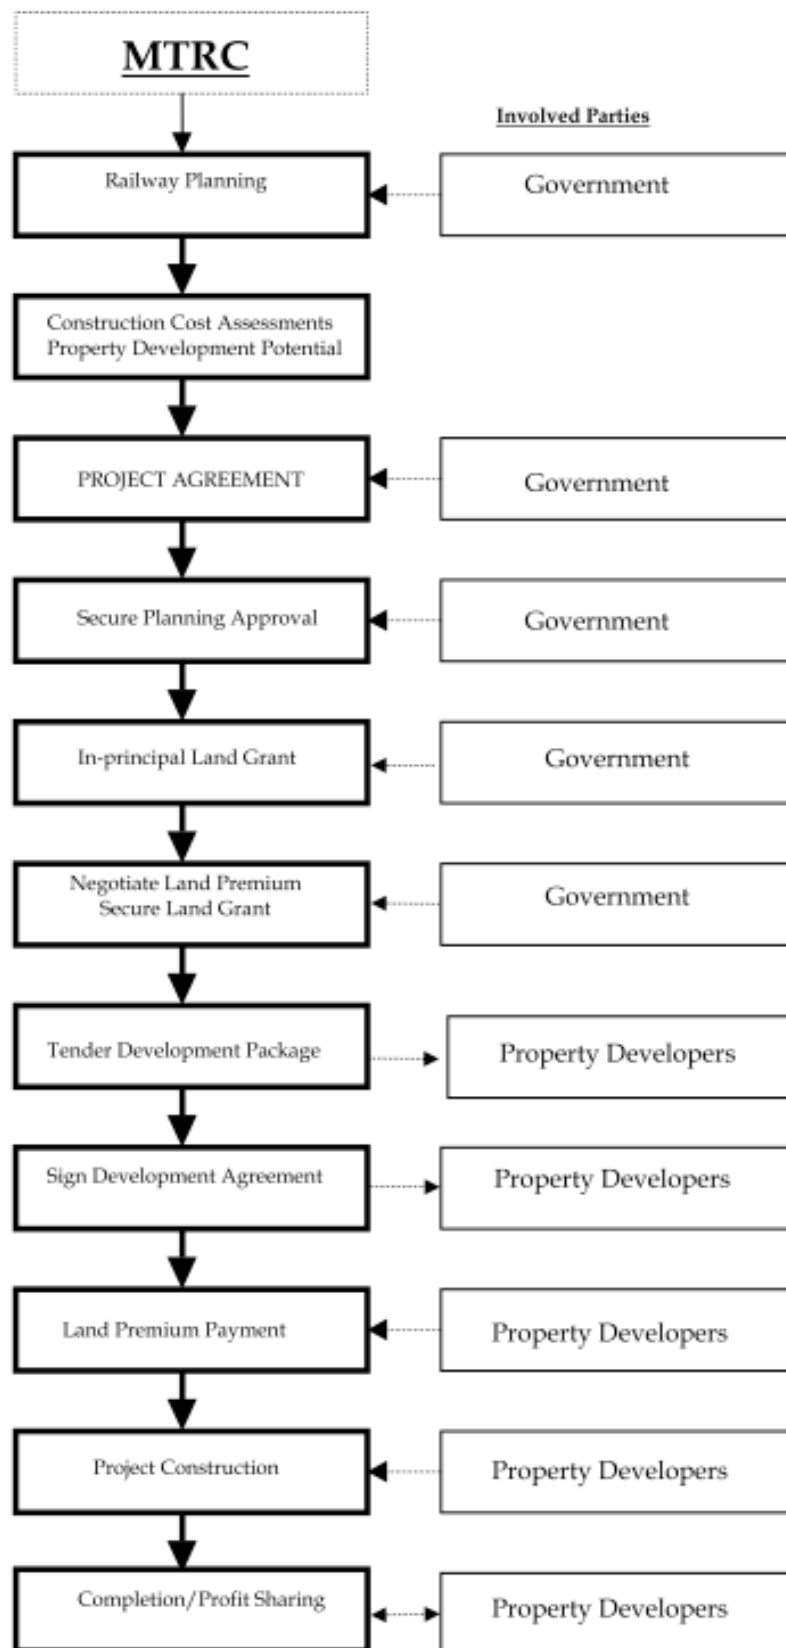 MTRC
Involved Parties
Railway Planning
Government
Construction Cost Assessments
Property Development Potential
PROJECT AGREEMENT
Government
Secure Planning Approval
Government
In-principal Land Grant
Government
Negotiate Land Premium
Secure Land Grant
Government
Tender Development Package
Property Developers
Sign Development Agreement
Property Developers
Land Premium Payment
Property Developers
Project Construction
Property Developers
Completion/Profit Sharing
Property Developers